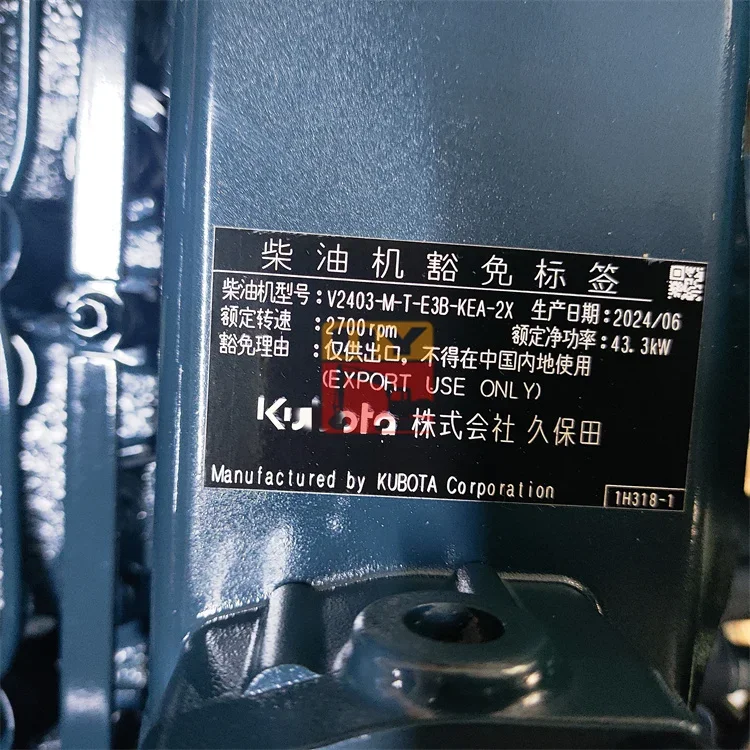 柴油机豁免标签
柴油机型号:V2403-M-T-E3B-KEA-2X 生产日期:2024/06
额定转速:2700rpm 额定净功率:43.3kW
豁免理由:仅供出口,不得在中国内地使用
(EXPORT USE ONLY)
Kubota 株式会社 久保田
Manufactured by KUBOTA Corporation
1H318-1